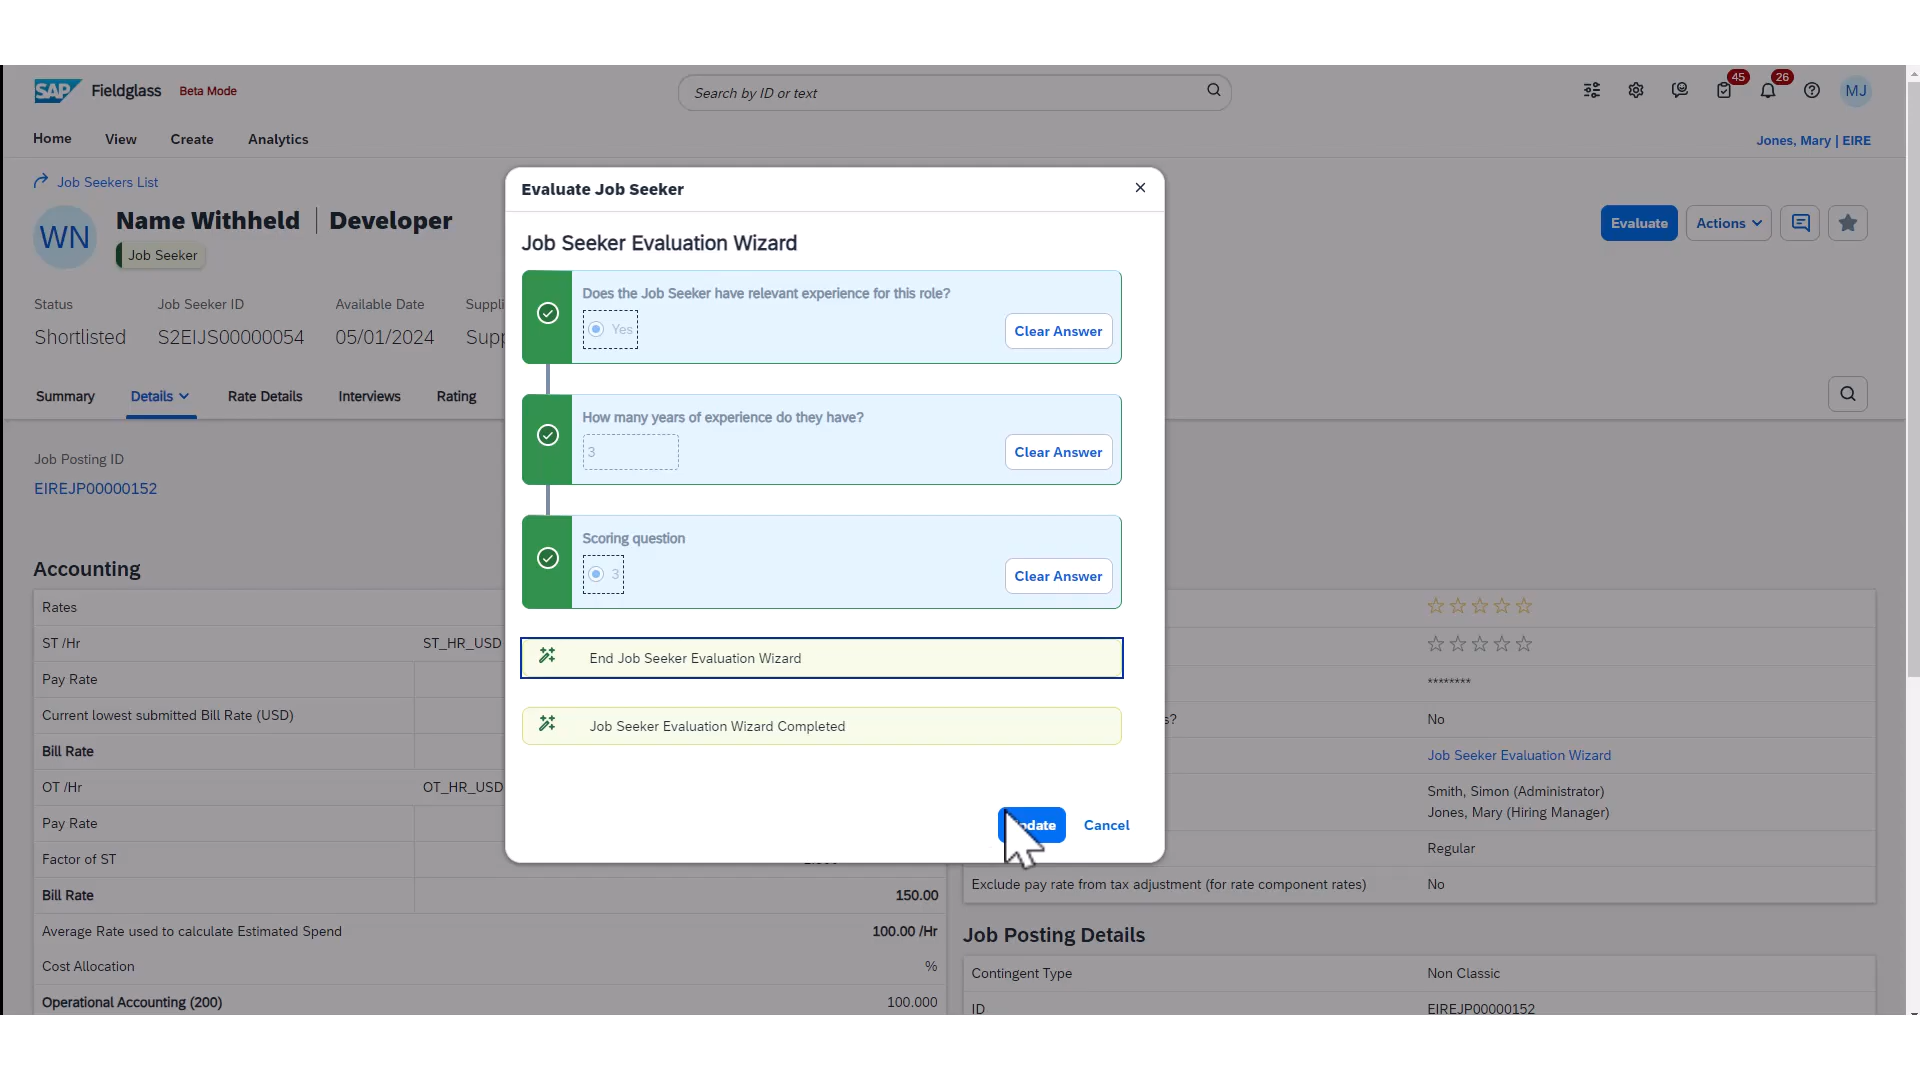 SAP Fieldglass Beta Mode
Search by ID or text
45
26
MJ
Home View Create Analytics
Jones, Mary | EIRE
Job Seekers List
WN
Name Withheld Developer
Job Seeker
Evaluate
Actions
Status Job Seeker ID Available Date
Shortlisted S2EIJS00000054 05/01/2024
Summary Details Rate Details Interviews Rating
Job Posting ID
EIREJP00000152
Accounting
Rates
ST /Hr ST_HR_USD
Pay Rate
Current lowest submitted Bill Rate (USD)
Bill Rate
OT /Hr OT_HR_USD
Pay Rate
Factor of ST
Bill Rate 150.00
Average Rate used to calculate Estimated Spend 100.00 /Hr
Cost Allocation %
Operational Accounting (200) 100.000
Evaluate Job Seeker
Job Seeker Evaluation Wizard
Does the Job Seeker have relevant experience for this role?
Yes
Clear Answer
How many years of experience do they have?
3
Clear Answer
Scoring question
3
Clear Answer
End Job Seeker Evaluation Wizard
Job Seeker Evaluation Wizard Completed
Cancel
********
s? No
Job Seeker Evaluation Wizard
Smith, Simon (Administrator)
Jones, Mary (Hiring Manager)
Regular
Exclude pay rate from tax adjustment (for rate component rates) No
Job Posting Details
Contingent Type Non Classic
ID EIREJP00000152